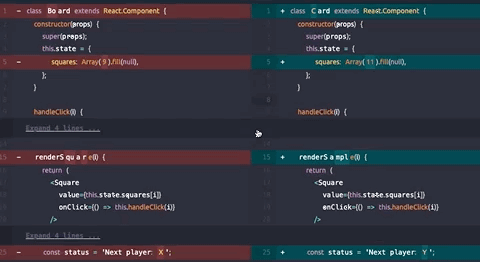 1 - class Board extends React.Component {
constructor(props) {
super(props);
this.state = {
5 - squares: Array(9).fill(null),
};
}
handleClick(i) {
Expand 4 lines ...
15 - renderSquare(i) {
return (
<Square
value={this.state.squares[i]}
onClick={() => this.handleClick(i)}
/>
Expand 4 lines ...
25 - const status = 'Next player: X';
1 + class Card extends React.Component {
constructor(props) {
super(props);
this.state = {
5 + squares: Array(11).fill(null),
};
}
8
handleClick(i) {
15 + renderSample(i) {
return (
<Square
value={this.state.squares[i]}
onClick={() => this.handleClick(i)}
/>
25 + const status = 'Next player: Y';